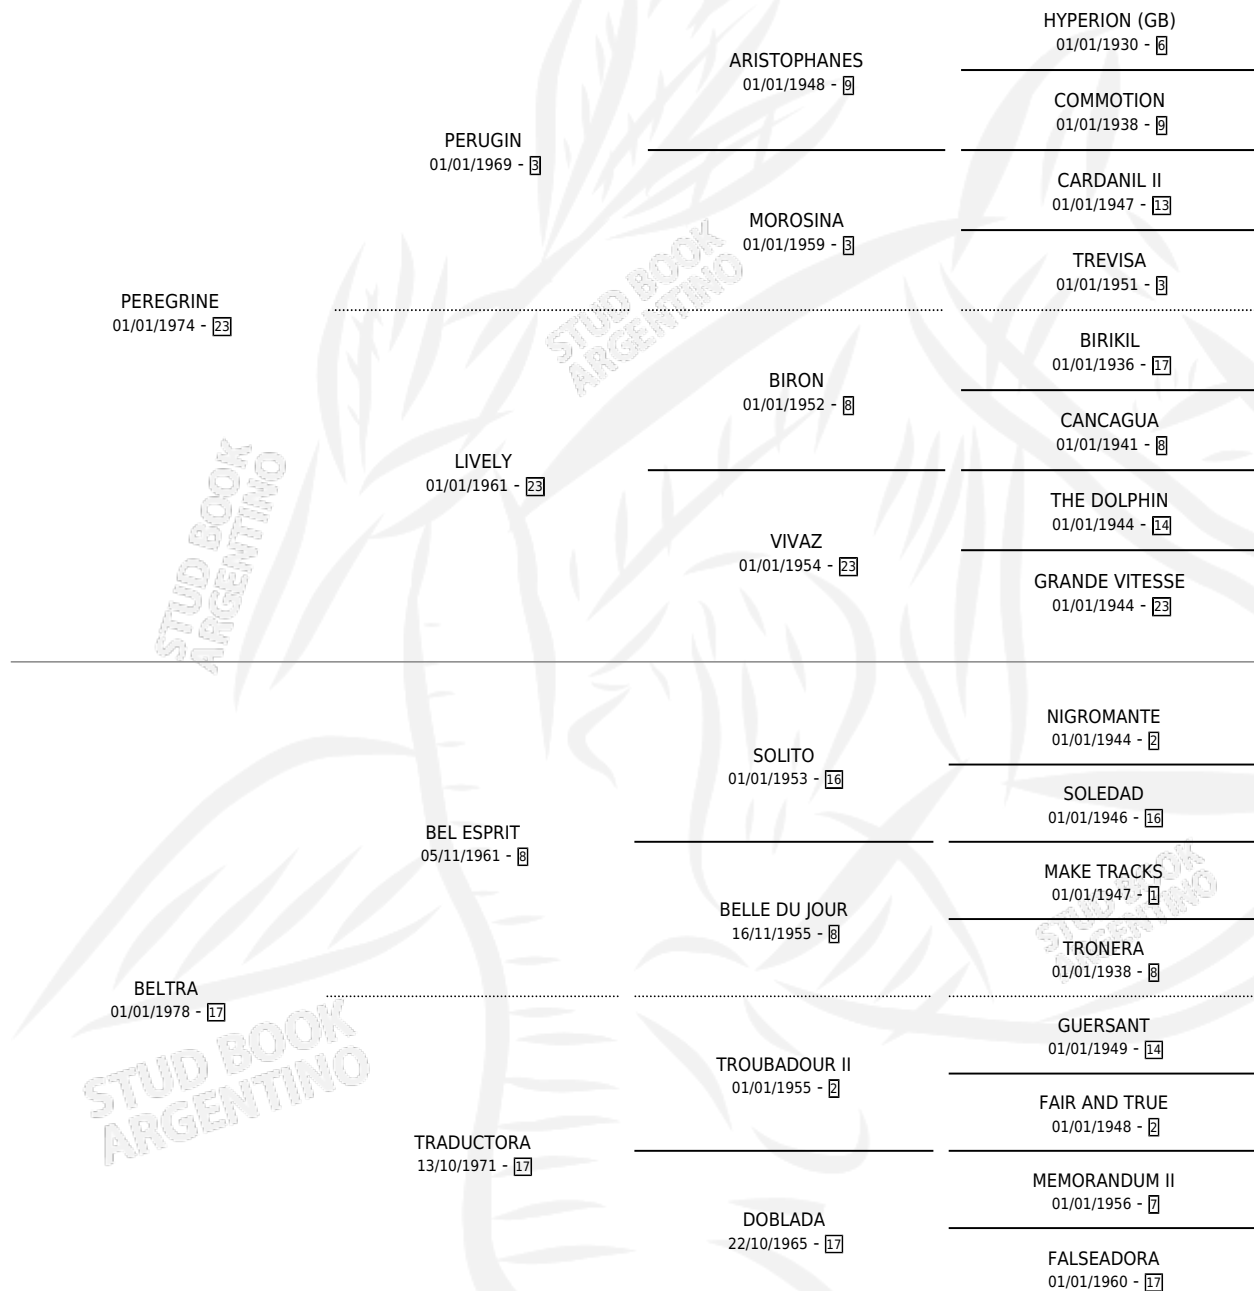 HYPERION (GB)
01/01/1930 - 6
ARISTOPHANES
01/01/1948 - 9
COMMOTION
01/01/1938 - 9
PERUGIN
01/01/1969 - 3
CARDANIL II
01/01/1947 - 13
MOROSINA
01/01/1959 - 3
TREVISA
01/01/1951 - 3
PEREGRINE
01/01/1974 - 23
BIRIKIL
01/01/1936 - 17
BIRON
01/01/1952 - 8
CANCAGUA
01/01/1941 - 8
LIVELY
01/01/1961 - 23
THE DOLPHIN
01/01/1944 - 14
VIVAZ
01/01/1954 - 23
GRANDE VITESSE
01/01/1944 - 23
NIGROMANTE
01/01/1944 - 2
SOLITO
01/01/1953 - 16
SOLEDAD
01/01/1946 - 16
BEL ESPRIT
05/11/1961 - 8
MAKE TRACKS
01/01/1947 - 1
BELLE DU JOUR
16/11/1955 - 8
TRONERA
01/01/1938 - 8
BELTRA
01/01/1978 - 17
GUERSANT
01/01/1949 - 14
TROUBADOUR II
01/01/1955 - 2
FAIR AND TRUE
01/01/1948 - 2
TRADUCTORA
13/10/1971 - 17
MEMORANDUM II
01/01/1956 - 7
DOBLADA
22/10/1965 - 17
FALSEADORA
01/01/1960 - 17
STUD BOOK
ARGENTINO
STUD BOOK
ARGENTINO
STUD BOOK
ARGENTINO
STUD BOOK
ARGENTINO